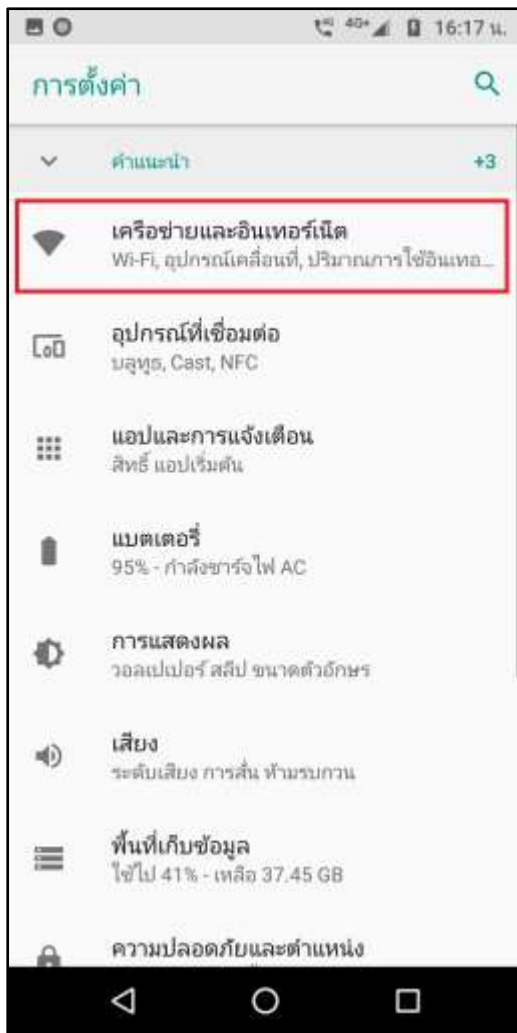 4G+ 16:17 น.
การตั้งค่า
คำแนะนำ +3
เครือข่ายและอินเทอร์เน็ต
Wi-Fi, อุปกรณ์เคลื่อนที่, ปริมาณการใช้อินเทอ...
อุปกรณ์ที่เชื่อมต่อ
บลูทูธ, Cast, NFC
แอปและการแจ้งเตือน
สิทธิ์ แอปเริ่มต้น
แบตเตอรี่
95% - กำลังชาร์จไฟ AC
การแสดงผล
วอลเปเปอร์ สลีป ขนาดตัวอักษร
เสียง
ระดับเสียง การสั่น ห้ามรบกวน
พื้นที่เก็บข้อมูล
ใช้ไป 41% - เหลือ 37.45 GB
ความปลอดภัยและตำแหน่ง